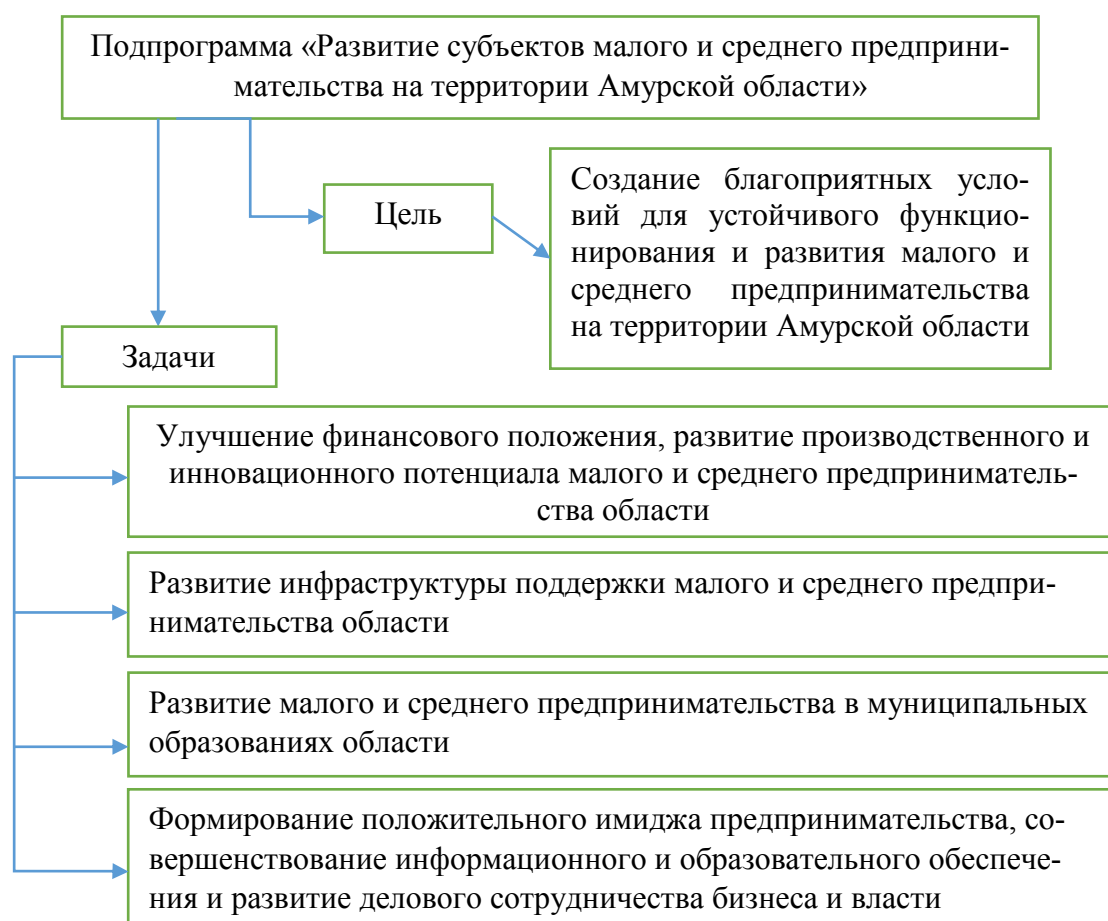 Подпрограмма «Развитие субъектов малого и среднего предприни-
мательства на территории Амурской области»
Цель
Создание благоприятных усло-
вий для устойчивого функцио-
нирования и развития малого и
среднего предпринимательства
на территории Амурской области
Задачи
Улучшение финансового положения, развитие производственного и
инновационного потенциала малого и среднего предприниматель-
ства области
Развитие инфраструктуры поддержки малого и среднего предпри-
нимательства области
Развитие малого и среднего предпринимательства в муниципальных
образованиях области
Формирование положительного имиджа предпринимательства, со-
вершенствование информационного и образовательного обеспече-
ния и развитие делового сотрудничества бизнеса и власти